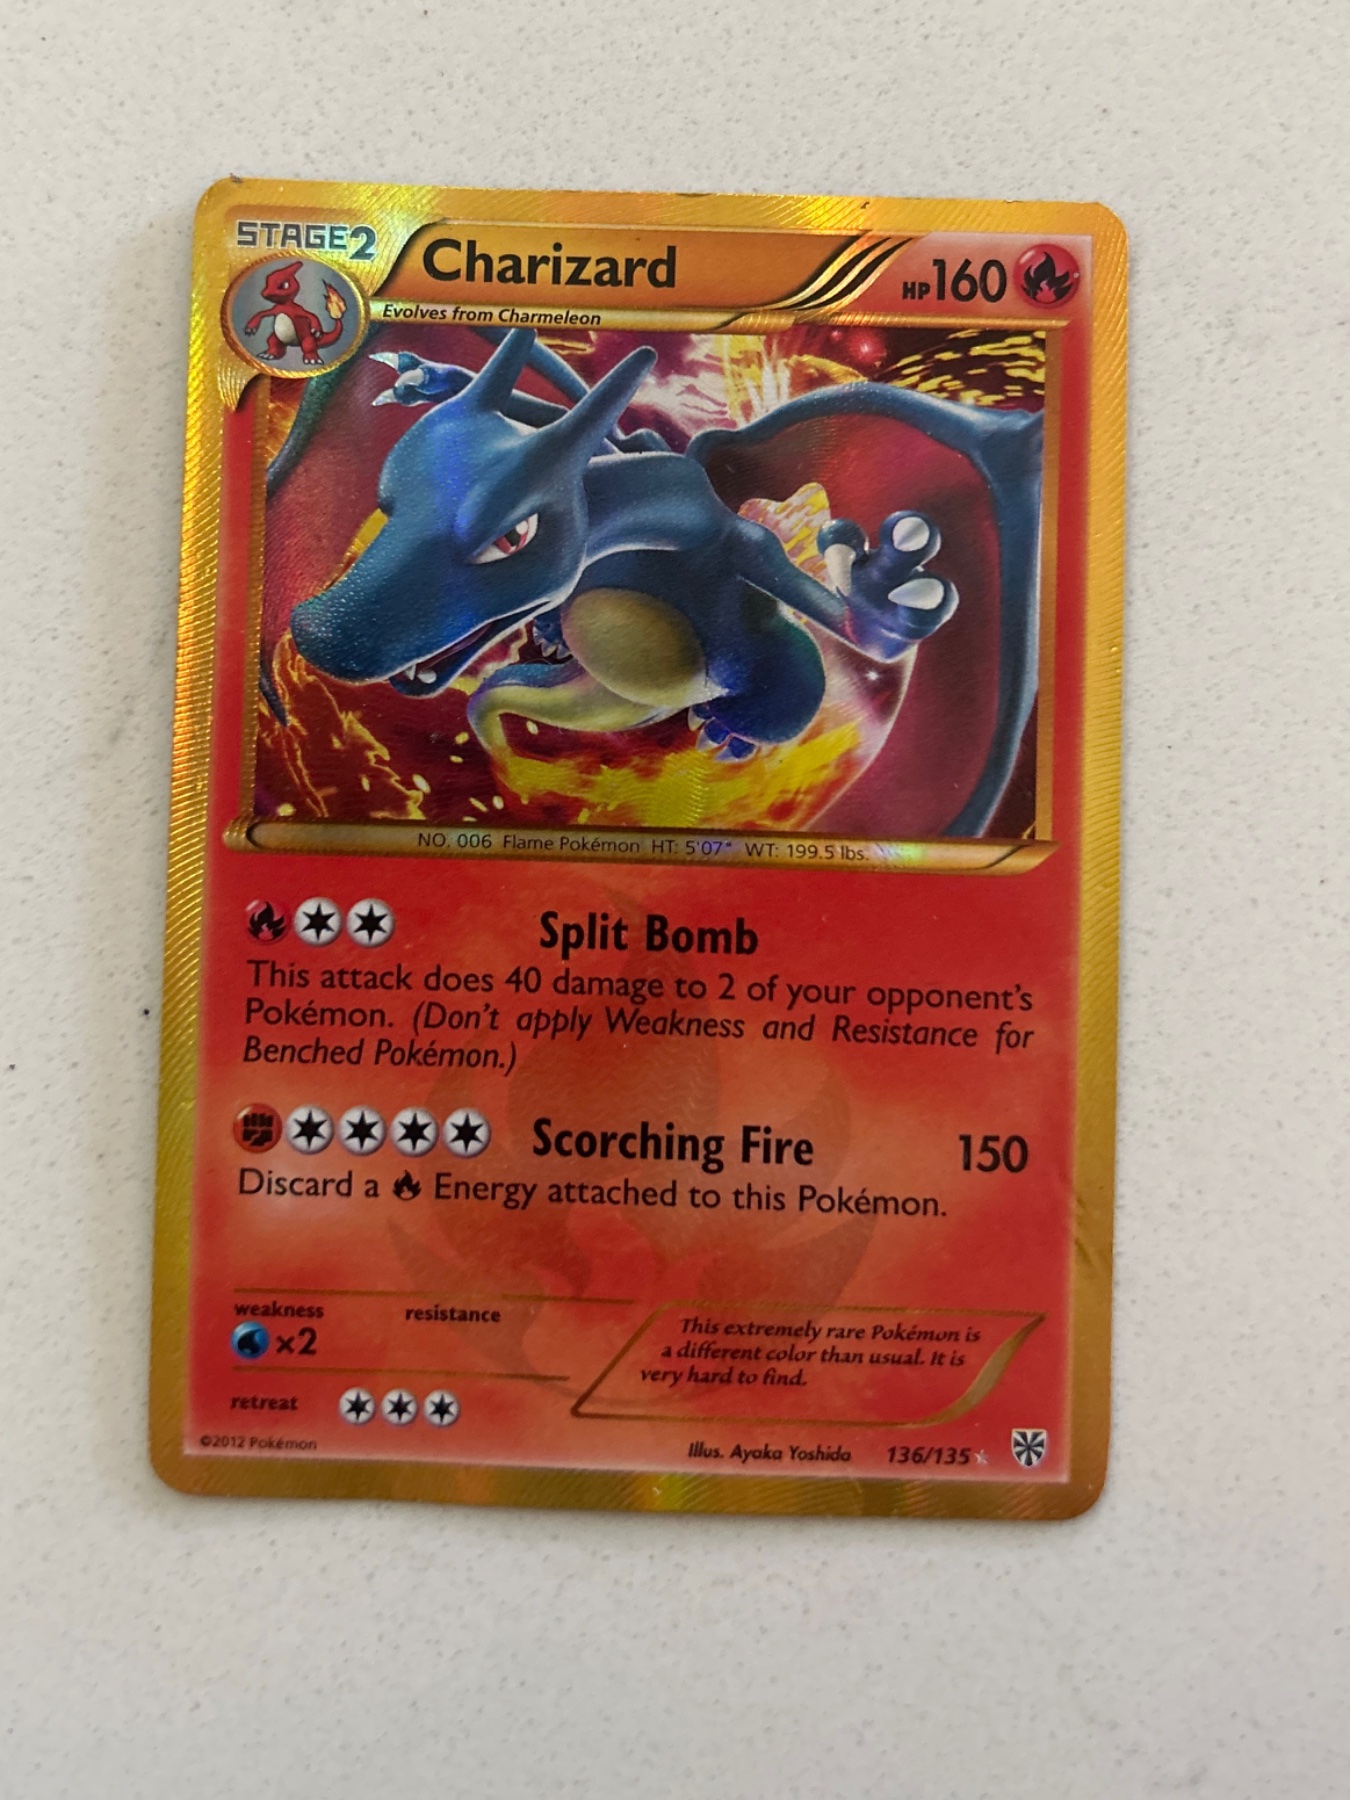 STAGE2
Charizard
HP160
Evolves from Charmeleon
NO. 006 Flame Pokémon HT: 5'07" WT: 199.5 lbs.
Split Bomb
This attack does 40 damage to 2 of your opponent's
Pokémon. (Don't apply Weakness and Resistance for
Benched Pokémon.)
Scorching Fire 150
Discard a Energy attached to this Pokémon.
weakness resistance
×2
This extremely rare Pokémon is
a different color than usual. It is
very hard to find.
retreat
©2012 Pokémon
Illus. Ayaka Yoshida 136/135